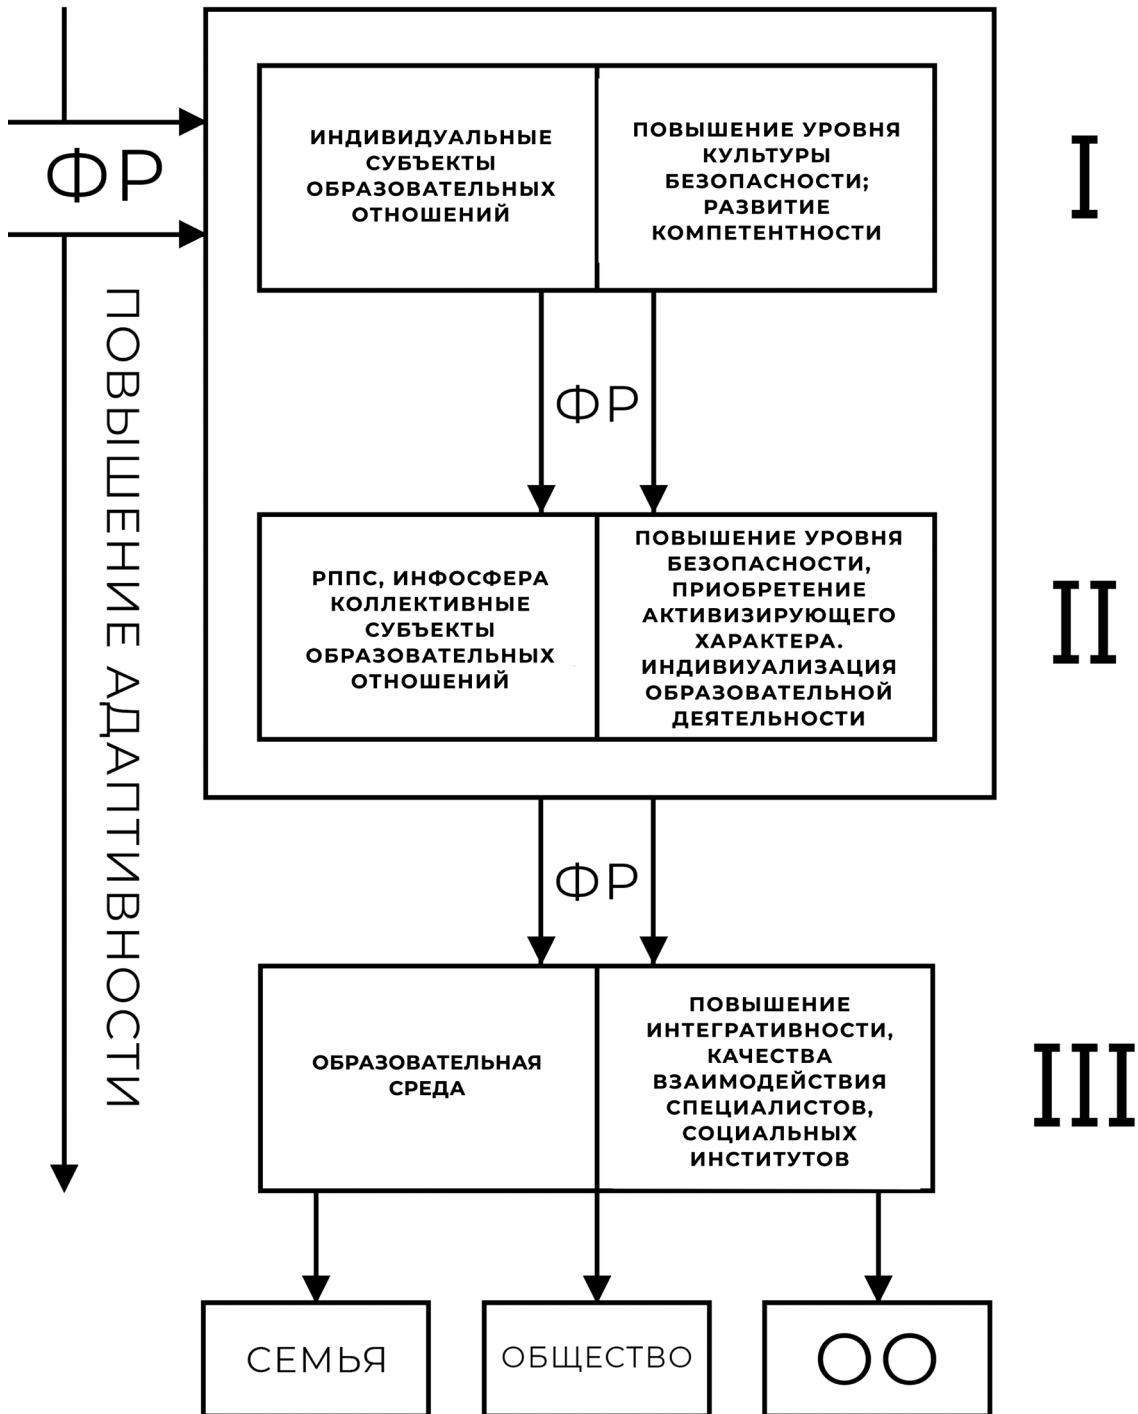 ФР
ПОВЫШЕНИЕ АДАПТИВНОСТИ
ИНДИВИДУАЛЬНЫЕ
СУБЪЕКТЫ
ОБРАЗОВАТЕЛЬНЫХ
ОТНОШЕНИЙ
ПОВЫШЕНИЕ УРОВНЯ
КУЛЬТУРЫ
БЕЗОПАСНОСТИ;
РАЗВИТИЕ
КОМПЕТЕНТНОСТИ
I
ФР
РППС, ИНФОСФЕРА
КОЛЛЕКТИВНЫЕ
СУБЪЕКТЫ
ОБРАЗОВАТЕЛЬНЫХ
ОТНОШЕНИЙ
ПОВЫШЕНИЕ УРОВНЯ
БЕЗОПАСНОСТИ,
ПРИОБРЕТЕНИЕ
АКТИВИЗИРУЮЩЕГО
ХАРАКТЕРА.
ИНДИВИУАЛИЗАЦИЯ
ОБРАЗОВАТЕЛЬНОЙ
ДЕЯТЕЛЬНОСТИ
II
ФР
ОБРАЗОВАТЕЛЬНАЯ
СРЕДА
ПОВЫШЕНИЕ
ИНТЕГРАТИВНОСТИ,
КАЧЕСТВА
ВЗАИМОДЕЙСТВИЯ
СПЕЦИАЛИСТОВ,
СОЦИАЛЬНЫХ
ИНСТИТУТОВ
III
СЕМЬЯ
ОБЩЕСТВО
ОО